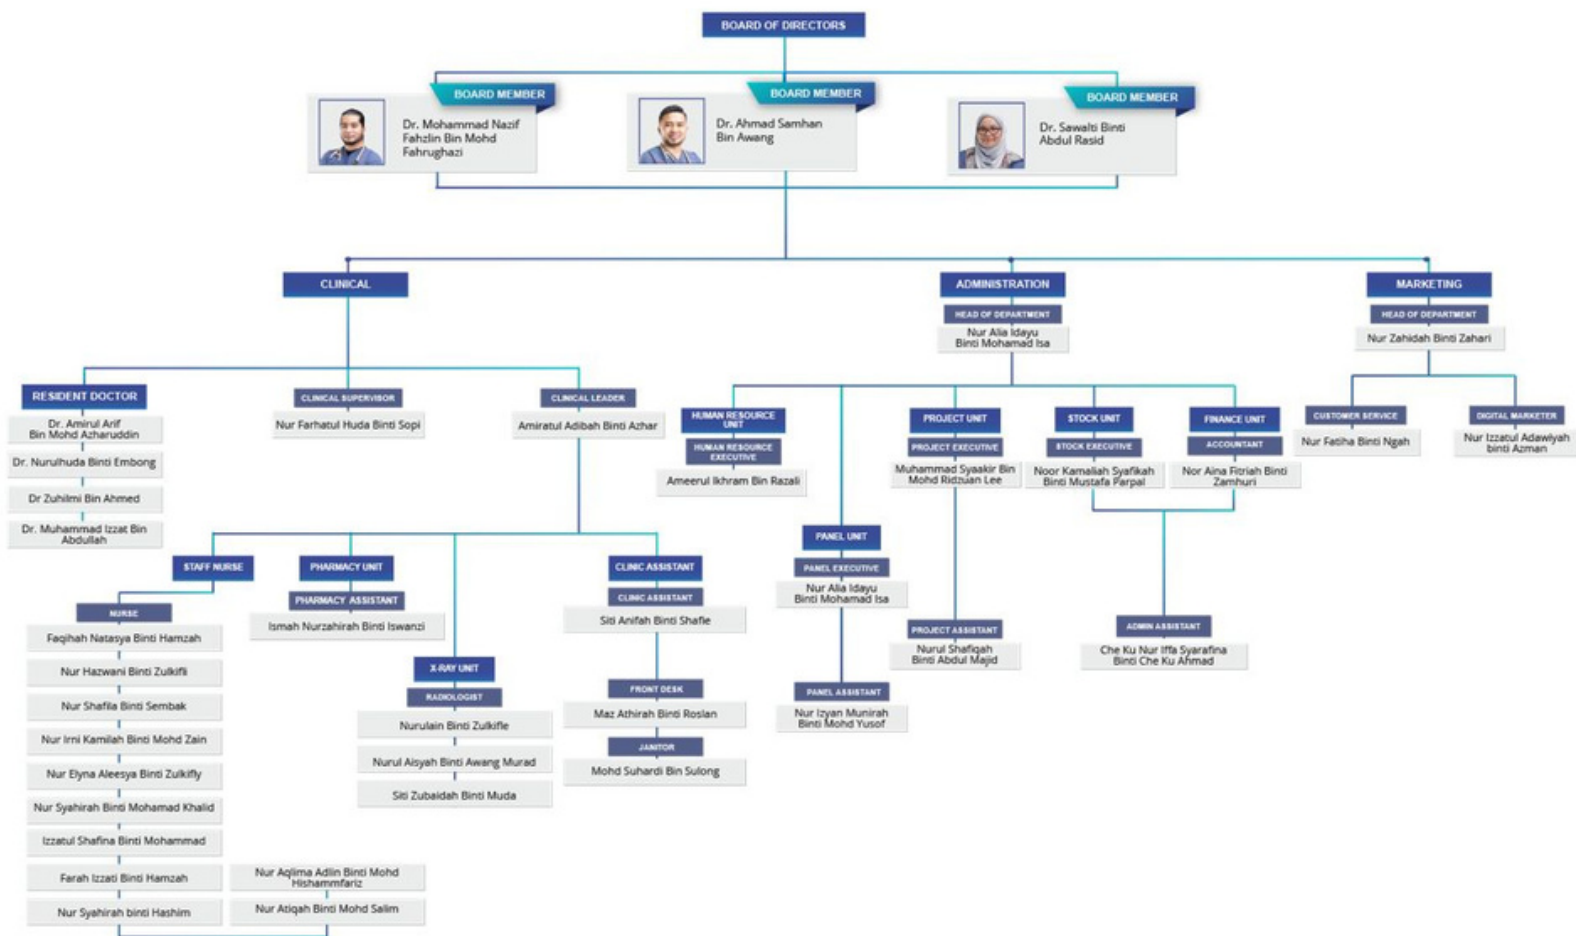 BOARD OF DIRECTORS
BOARD MEMBER
Dr. Mohammad Nazif
Fahzlin Bin Mohd
Fahrughazi
BOARD MEMBER
Dr. Ahmad Samhan
Bin Awang
BOARD MEMBER
Dr. Sawalti Binti
Abdul Rasid
CLINICAL
RESIDENT DOCTOR
Dr. Amirul Arif
Bin Mohd Azharuddin
Dr. Nurulhuda Binti Embong
Dr Zuhilmi Bin Ahmed
Dr. Muhammad Izzat Bin
Abdullah
CLINICAL SUPERVISOR
Nur Farhatul Huda Binti Sopi
CLINICAL LEADER
Amiratul Adibah Binti Azhar
STAFF NURSE
NURSE
Faqihah Natasya Binti Hamzah
Nur Hazwani Binti Zulkifli
Nur Shafila Binti Sembak
Nur Irni Kamilah Binti Mohd Zain
Nur Elyna Aleesya Binti Zulkifly
Nur Syahirah Binti Mohamad Khalid
Izzatul Shafina Binti Mohammad
Farah Izzati Binti Hamzah
Nur Syahirah binti Hashim
Nur Aqlima Adlin Binti Mohd
Hishammfariz
Nur Atiqah Binti Mohd Salim
PHARMACY UNIT
PHARMACY ASSISTANT
Ismah Nurzahirah Binti Iswanzi
X-RAY UNIT
RADIOLOGIST
Nurulain Binti Zulkifle
Nurul Aisyah Binti Awang Murad
Siti Zubaidah Binti Muda
CLINIC ASSISTANT
CLINIC ASSISTANT
Siti Anifah Binti Shafie
FRONT DESK
Maz Athirah Binti Roslan
JANITOR
Mohd Suhardi Bin Sulong
ADMINISTRATION
HEAD OF DEPARTMENT
Nur Alia Idayu
Binti Mohamad Isa
HUMAN RESOURCE
UNIT
HUMAN RESOURCE
EXECUTIVE
Ameerul Ikhram Bin Razali
PANEL UNIT
PANEL EXECUTIVE
Nur Alia Idayu
Binti Mohamad Isa
PANEL ASSISTANT
Nur Izyan Munirah
Binti Mohd Yusof
PROJECT UNIT
PROJECT EXECUTIVE
Muhammad Syaakir Bin
Mohd Ridzuan Lee
PROJECT ASSISTANT
Nurul Shafiqah
Binti Abdul Majid
STOCK UNIT
STOCK EXECUTIVE
Noor Kamaliah Syafikah
Binti Mustafa Parpal
FINANCE UNIT
ACCOUNTANT
Nor Aina Fitriah Binti
Zamhuri
ADMIN ASSISTANT
Che Ku Nur Iffa Syarafina
Binti Che Ku Ahmad
MARKETING
HEAD OF DEPARTMENT
Nur Zahidah Binti Zahari
CUSTOMER SERVICE
Nur Fatiha Binti Ngah
DIGITAL MARKETER
Nur Izzatul Adawiyah
binti Azman